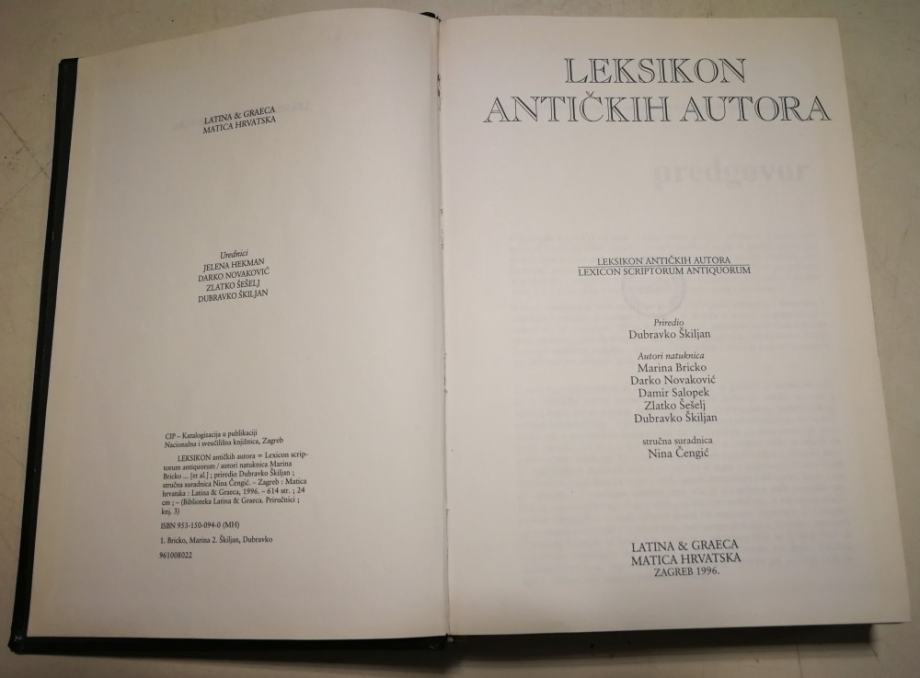 LATINA & GRAECA
MATICA HRVATSKA
Urednici
JELENA HEKMAN
DARKO NOVAKOVIĆ
ZLATKO ŠEŠELJ
DUBRAVKO ŠKILJAN
CIP – Katalogizacija u publikaciji
Nacionalna i sveučilišna knjižnica, Zagreb
LEKSIKON antičkih autora = Lexicon scrip-
torum antiquorum / autori natuknica Marina
Bricko ... [et al.] ; priredio Dubravko Škiljan ;
stručna suradnica Nina Čengić. – Zagreb : Matica
hrvatska : Latina & Graeca, 1996. – 614 str. ; 24
cm ; – (Biblioteka Latina & Graeca. Priručnici ;
knj. 3)
ISBN 953-150-094-0 (MH)
1. Bricko, Marina 2. Škiljan, Dubravko
961008022
LEKSIKON
ANTIČKIH AUTORA
predgovor
LEKSIKON ANTIČKIH AUTORA
LEXICON SCRIPTORUM ANTIQUORUM
Priredio
Dubravko Škiljan
Autori natuknica
Marina Bricko
Darko Novaković
Damir Salopek
Zlatko Šešelj
Dubravko Škiljan
stručna suradnica
Nina Čengić
LATINA & GRAECA
MATICA HRVATSKA
ZAGREB 1996.